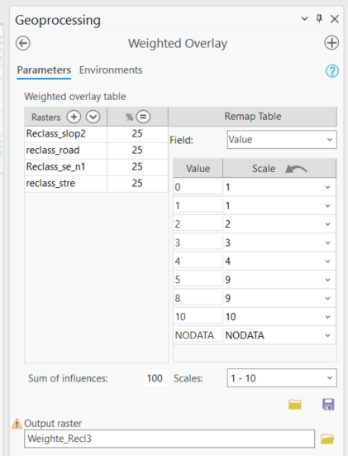 Geoprocessing
Weighted Overlay
Parameters Environments
Weighted overlay table
Rasters % Remap Table
Reclass_slop2 25 Field: Value
reclass_road 25
Reclass_se_n1 25 Value Scale
reclass_stre 25 0 1
1 1
2 2
3 3
4 4
5 9
8 9
10 10
NODATA NODATA
Sum of influences: 100 Scales: 1 - 10
Output raster
Weighte_Recl3